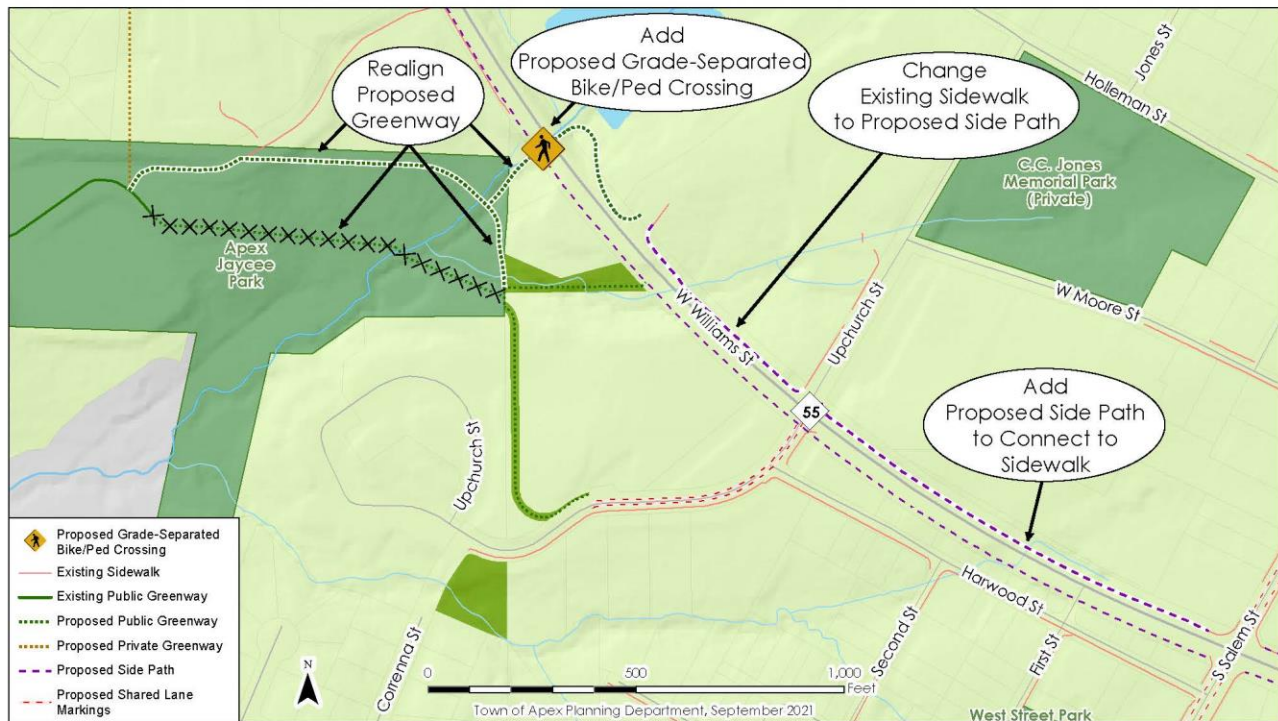 Add
Proposed Grade-Separated
Bike/Ped Crossing
Realign
Proposed
Greenway
Change
Existing Sidewalk
to Proposed Side Path
Jones St
Holleman St
C.C. Jones
Memorial Park
(Private)
Apex
Jaycee
Park
W Williams St
Upchurch St
W Moore St
55
Add
Proposed Side Path
to Connect to
Sidewalk
Upchurch St
Harwood St
Second St
First St
S Salem St
Correnna St
West Street Park
Proposed Grade-Separated
Bike/Ped Crossing
Existing Sidewalk
Existing Public Greenway
Proposed Public Greenway
Proposed Private Greenway
Proposed Side Path
Proposed Shared Lane
Markings
N
0 500 1,000
Feet
Town of Apex Planning Department, September 2021